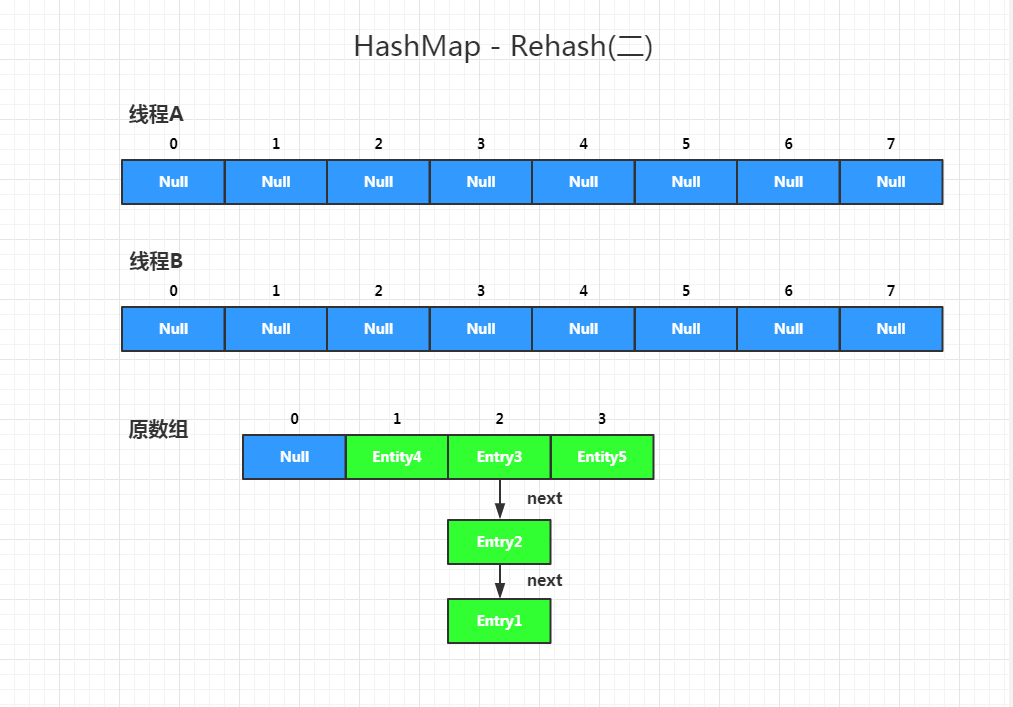 HashMap - Rehash(二)
线程A
0 1 2 3 4 5 6 7
Null Null Null Null Null Null Null Null
线程B
0 1 2 3 4 5 6 7
Null Null Null Null Null Null Null Null
原数组
0 1 2 3
Null Entity4 Entry3 Entity5
next
Entry2
next
Entry1